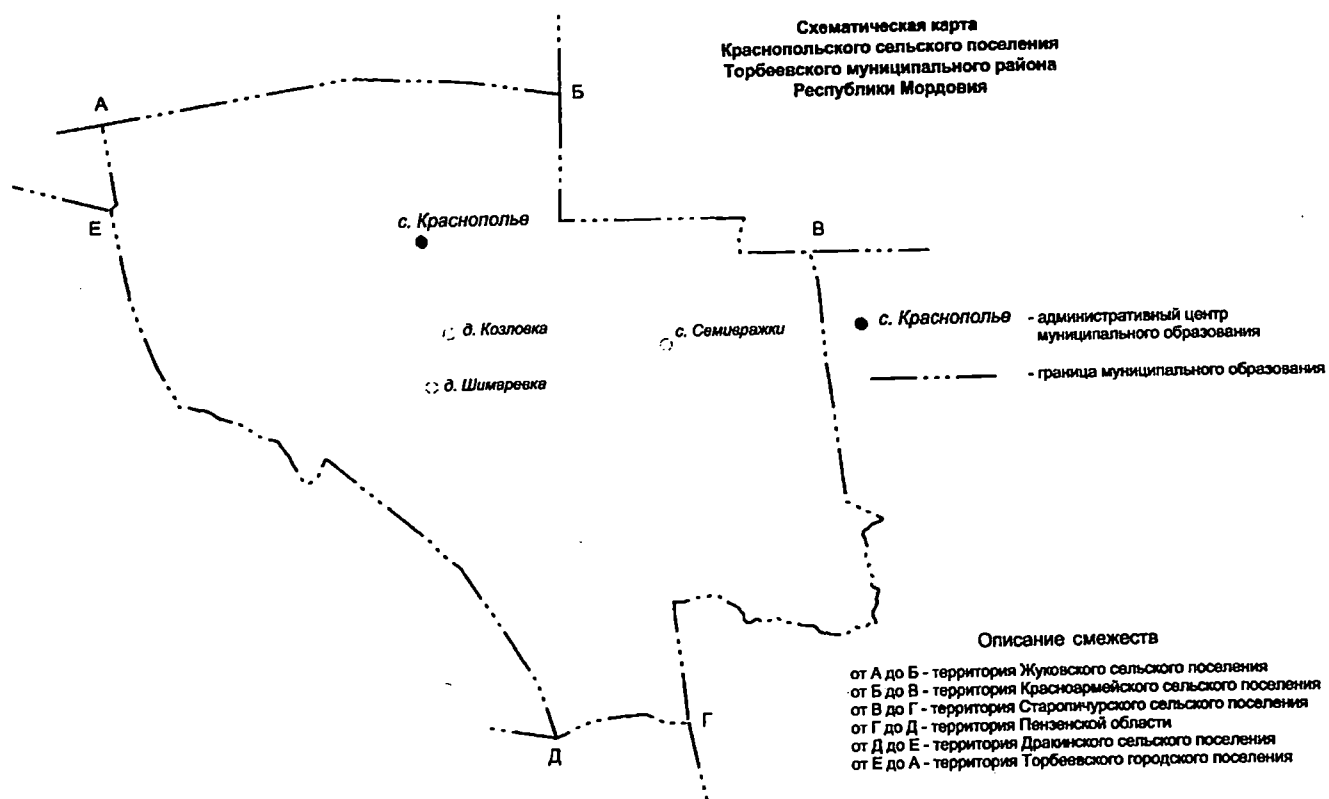 Схематическая карта
Краснопольского сельского поселения
Торбеевского муниципального района
Республики Мордовия
А
Б
Е
с. Краснополье
В
д. Козловка
с. Семивражки
д. Шимаревка
с. Краснополье - административный центр
муниципального образования
- граница муниципального образования
Г
Д
Описание смежеств
от А до Б - территория Жуковского сельского поселения
от Б до В - территория Красноармейского сельского поселения
от В до Г - территория Старопичурского сельского поселения
от Г до Д - территория Пензенской области
от Д до Е - территория Дракинского сельского поселения
от Е до А - территория Торбеевского городского поселения